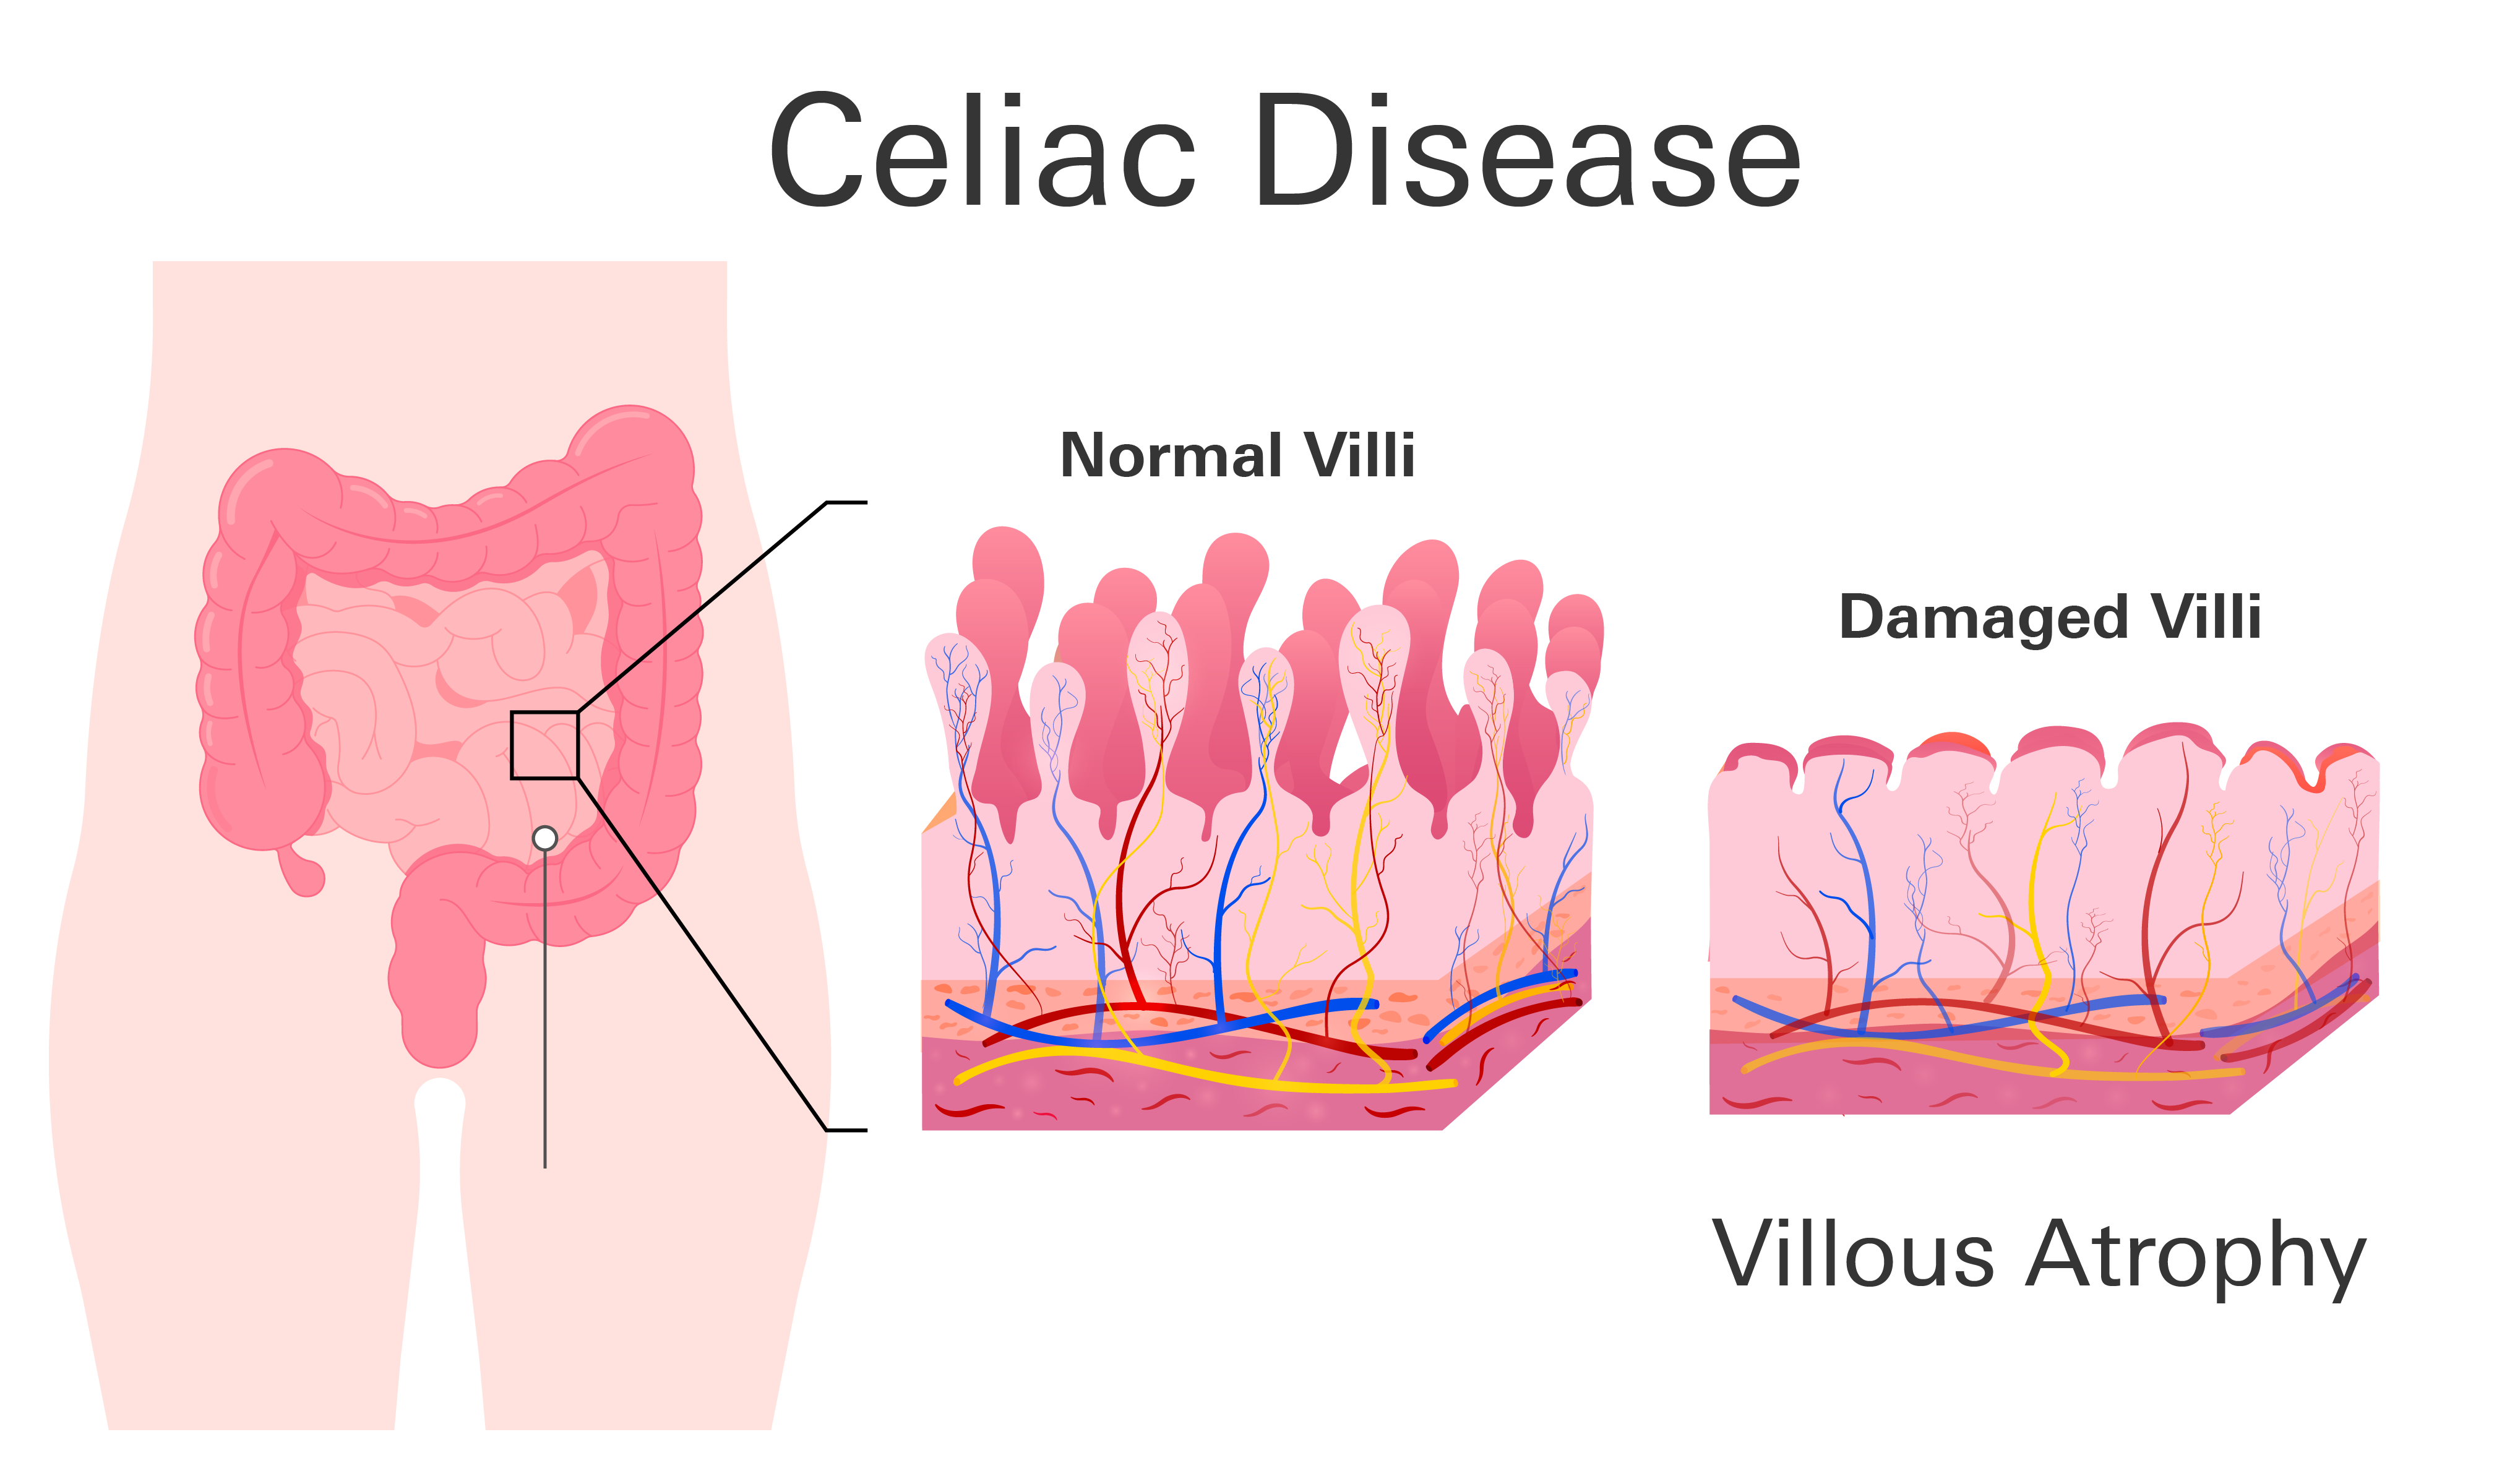 Celiac Disease
Normal Villi
Damaged Villi
Villous Atrophy